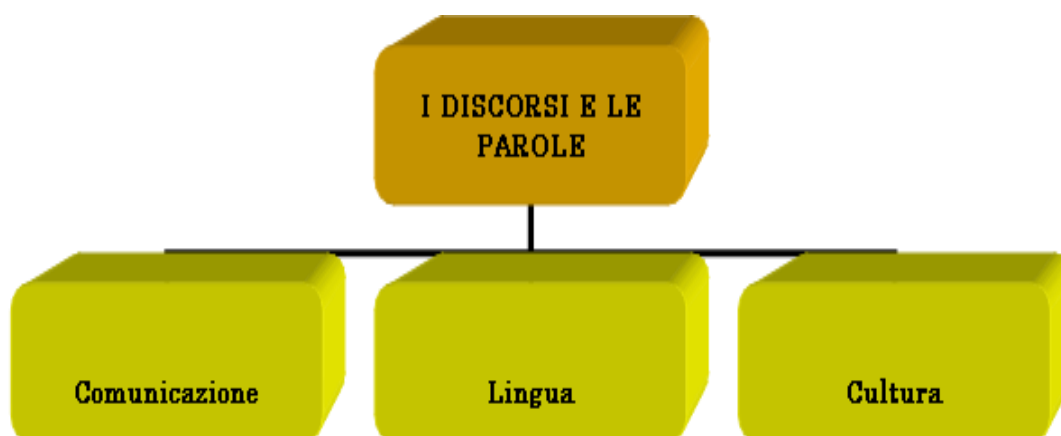 I DISCORSI E LE
PAROLE
Comunicazione
Lingua
Cultura